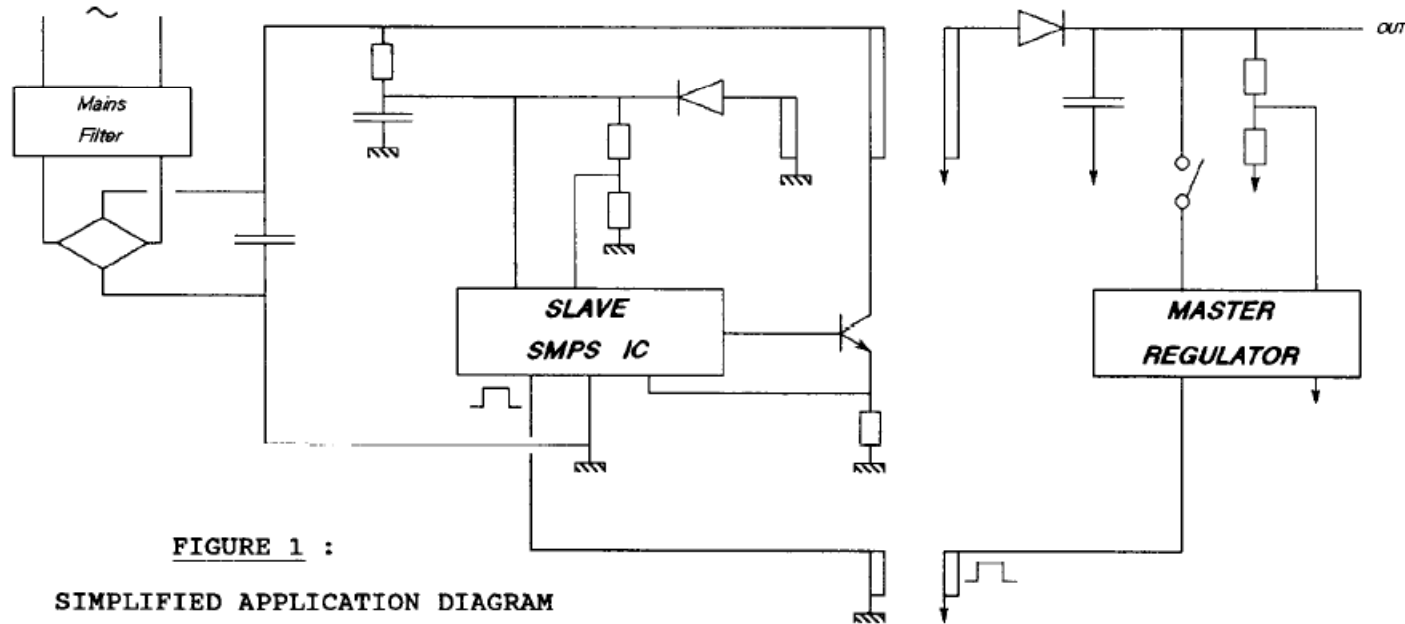 OUT
Mains
Filter
SLAVE
SMPS IC
MASTER
REGULATOR
FIGURE 1 :
SIMPLIFIED APPLICATION DIAGRAM